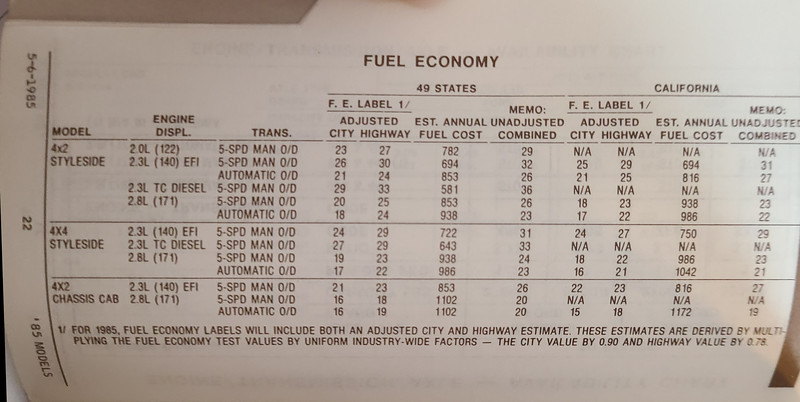 FUEL ECONOMY
49 STATES CALIFORNIA
F. E. LABEL 1/ MEMO: F. E. LABEL 1/ MEMO:
ENGINE ADJUSTED EST. ANNUAL UNADJUSTED ADJUSTED EST. ANNUAL UNADJUSTED
MODEL DISPL. TRANS. CITY HIGHWAY FUEL COST COMBINED CITY HIGHWAY FUEL COST COMBINED
4x2 2.0L (122) 5-SPD MAN O/D 23 27 782 29 N/A N/A N/A N/A
STYLESIDE 2.3L (140) EFI 5-SPD MAN O/D 26 30 694 32 25 29 694 31
AUTOMATIC O/D 21 24 853 26 21 25 816 27
2.3L TC DIESEL 5-SPD MAN O/D 29 33 581 36 N/A N/A N/A N/A
2.8L (171) 5-SPD MAN O/D 20 25 853 26 18 23 938 23
AUTOMATIC O/D 18 24 938 23 17 22 986 22
4X4 2.3L (140) EFI 5-SPD MAN O/D 24 29 722 31 24 27 750 29
STYLESIDE 2.3L TC DIESEL 5-SPD MAN O/D 27 29 643 33 N/A N/A N/A N/A
2.8L (171) 5-SPD MAN O/D 19 23 938 24 18 22 986 23
AUTOMATIC O/D 17 22 986 23 16 21 1042 21
4X2 2.3L (140) EFI 5-SPD MAN O/D 21 23 853 26 22 23 816 27
CHASSIS CAB 2.8L (171) 5-SPD MAN O/D 16 18 1102 20 N/A N/A N/A N/A
AUTOMATIC O/D 16 19 1102 20 15 18 1172 19
1/ FOR 1985, FUEL ECONOMY LABELS WILL INCLUDE BOTH AN ADJUSTED CITY AND HIGHWAY ESTIMATE. THESE ESTIMATES ARE DERIVED BY MULTI-
PLYING THE FUEL ECONOMY TEST VALUES BY UNIFORM INDUSTRY-WIDE FACTORS — THE CITY VALUE BY 0.90 AND HIGHWAY VALUE BY 0.78.
5-6-1985
22
'85 MODELS